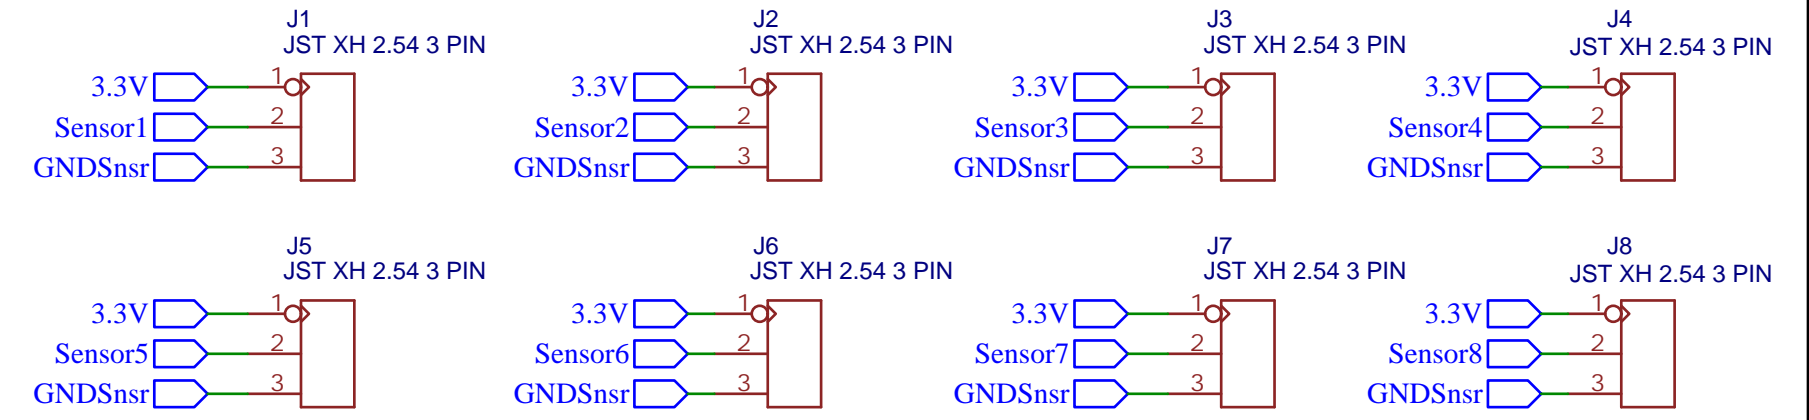 J1 J2 J3 J4
JST XH 2.54 3 PIN JST XH 2.54 3 PIN JST XH 2.54 3 PIN JST XH 2.54 3 PIN
3.3V 1 3.3V 1 3.3V 1 3.3V 1
Sensor1 2 Sensor2 2 Sensor3 2 Sensor4 2
GNDSnsr 3 GNDSnsr 3 GNDSnsr 3 GNDSnsr 3
J5 J6 J7 J8
JST XH 2.54 3 PIN JST XH 2.54 3 PIN JST XH 2.54 3 PIN JST XH 2.54 3 PIN
3.3V 1 3.3V 1 3.3V 1 3.3V 1
Sensor5 2 Sensor6 2 Sensor7 2 Sensor8 2
GNDSnsr 3 GNDSnsr 3 GNDSnsr 3 GNDSnsr 3